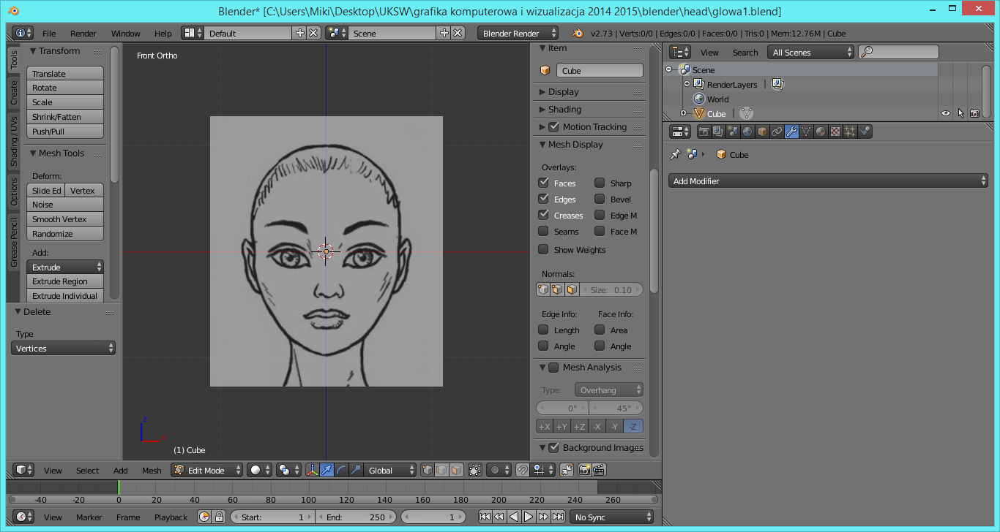 Blender* [C:\Users\Miki\Desktop\UKSW\grafika komputerowa i wizualizacja 2014 2015\blender\head\glowa1.blend]
File Render Window Help Default Scene Blender Render v2.73 | Verts:0/0 | Edges:0/0 | Faces:0/0 | Tris:0 | Mem:12.76M | Cube
Tools
Create
Shading / UVs
Options
Grease Pencil
Transform
Translate
Rotate
Scale
Shrink/Fatten
Push/Pull
Mesh Tools
Deform:
Slide Ed Vertex
Noise
Smooth Vertex
Randomize
Add:
Extrude
Extrude Region
Extrude Individual
Delete
Type
Vertices
Front Ortho
z
x
(1) Cube
Item
Cube
Display
Shading
Motion Tracking
Mesh Display
Overlays:
Faces Sharp
Edges Bevel
Creases Edge M
Seams Face M
Show Weights
Normals:
Size: 0.10
Edge Info: Face Info:
Length Area
Angle Angle
Mesh Analysis
Type: Overhang
0° 45°
+X +Y +Z -X -Y -Z
Background Images
View Search All Scenes
Scene
RenderLayers |
World
Cube |
Cube
Add Modifier
View Select Add Mesh Edit Mode Global
-40 -20 0 20 40 60 80 100 120 140 160 180 200 220 240 260
View Marker Frame Playback Start: 1 End: 250 1 No Sync